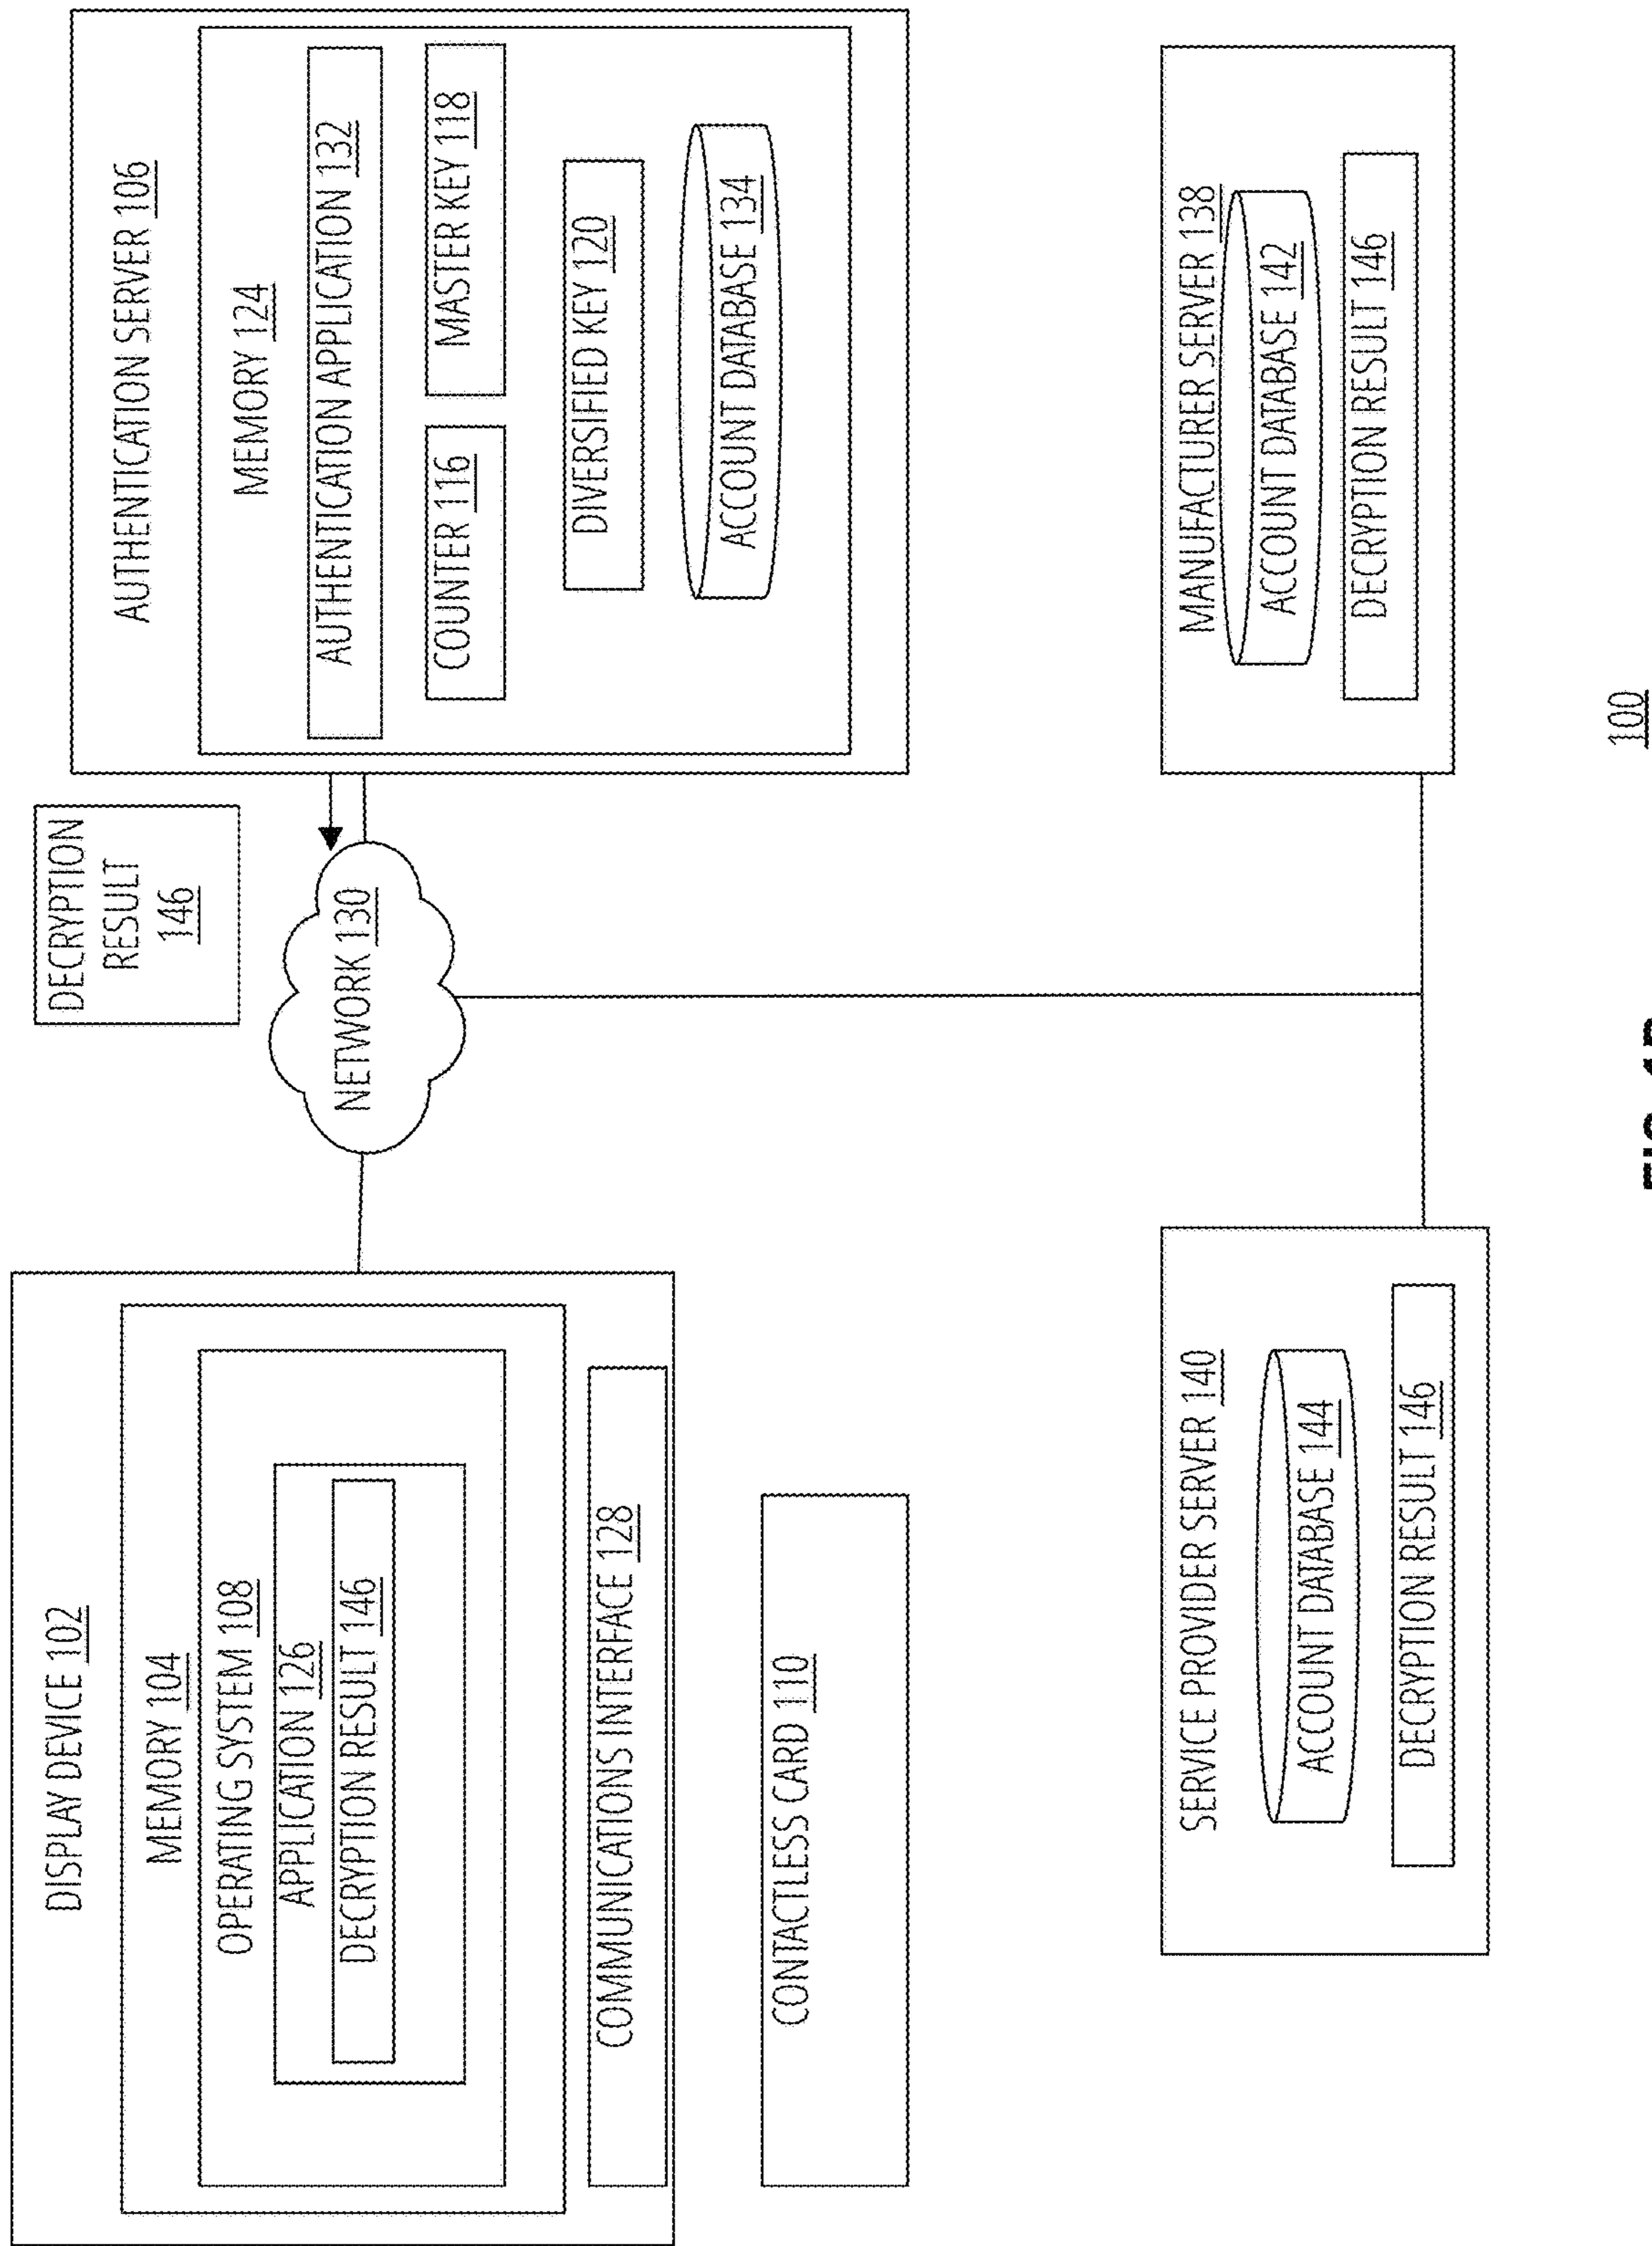 DISPLAY DEVICE 102
MEMORY 104
OPERATING SYSTEM 108
APPLICATION 126
DECRYPTION RESULT 146
COMMUNICATIONS INTERFACE 128
CONTACTLESS CARD 110
NETWORK 130
DECRYPTION
RESULT
146
AUTHENTICATION SERVER 106
MEMORY 124
AUTHENTICATION APPLICATION 132
COUNTER 116
MASTER KEY 118
DIVERSIFIED KEY 120
ACCOUNT DATABASE 134
SERVICE PROVIDER SERVER 140
ACCOUNT DATABASE 144
DECRYPTION RESULT 146
MANUFACTURER SERVER 138
ACCOUNT DATABASE 142
DECRYPTION RESULT 146
100